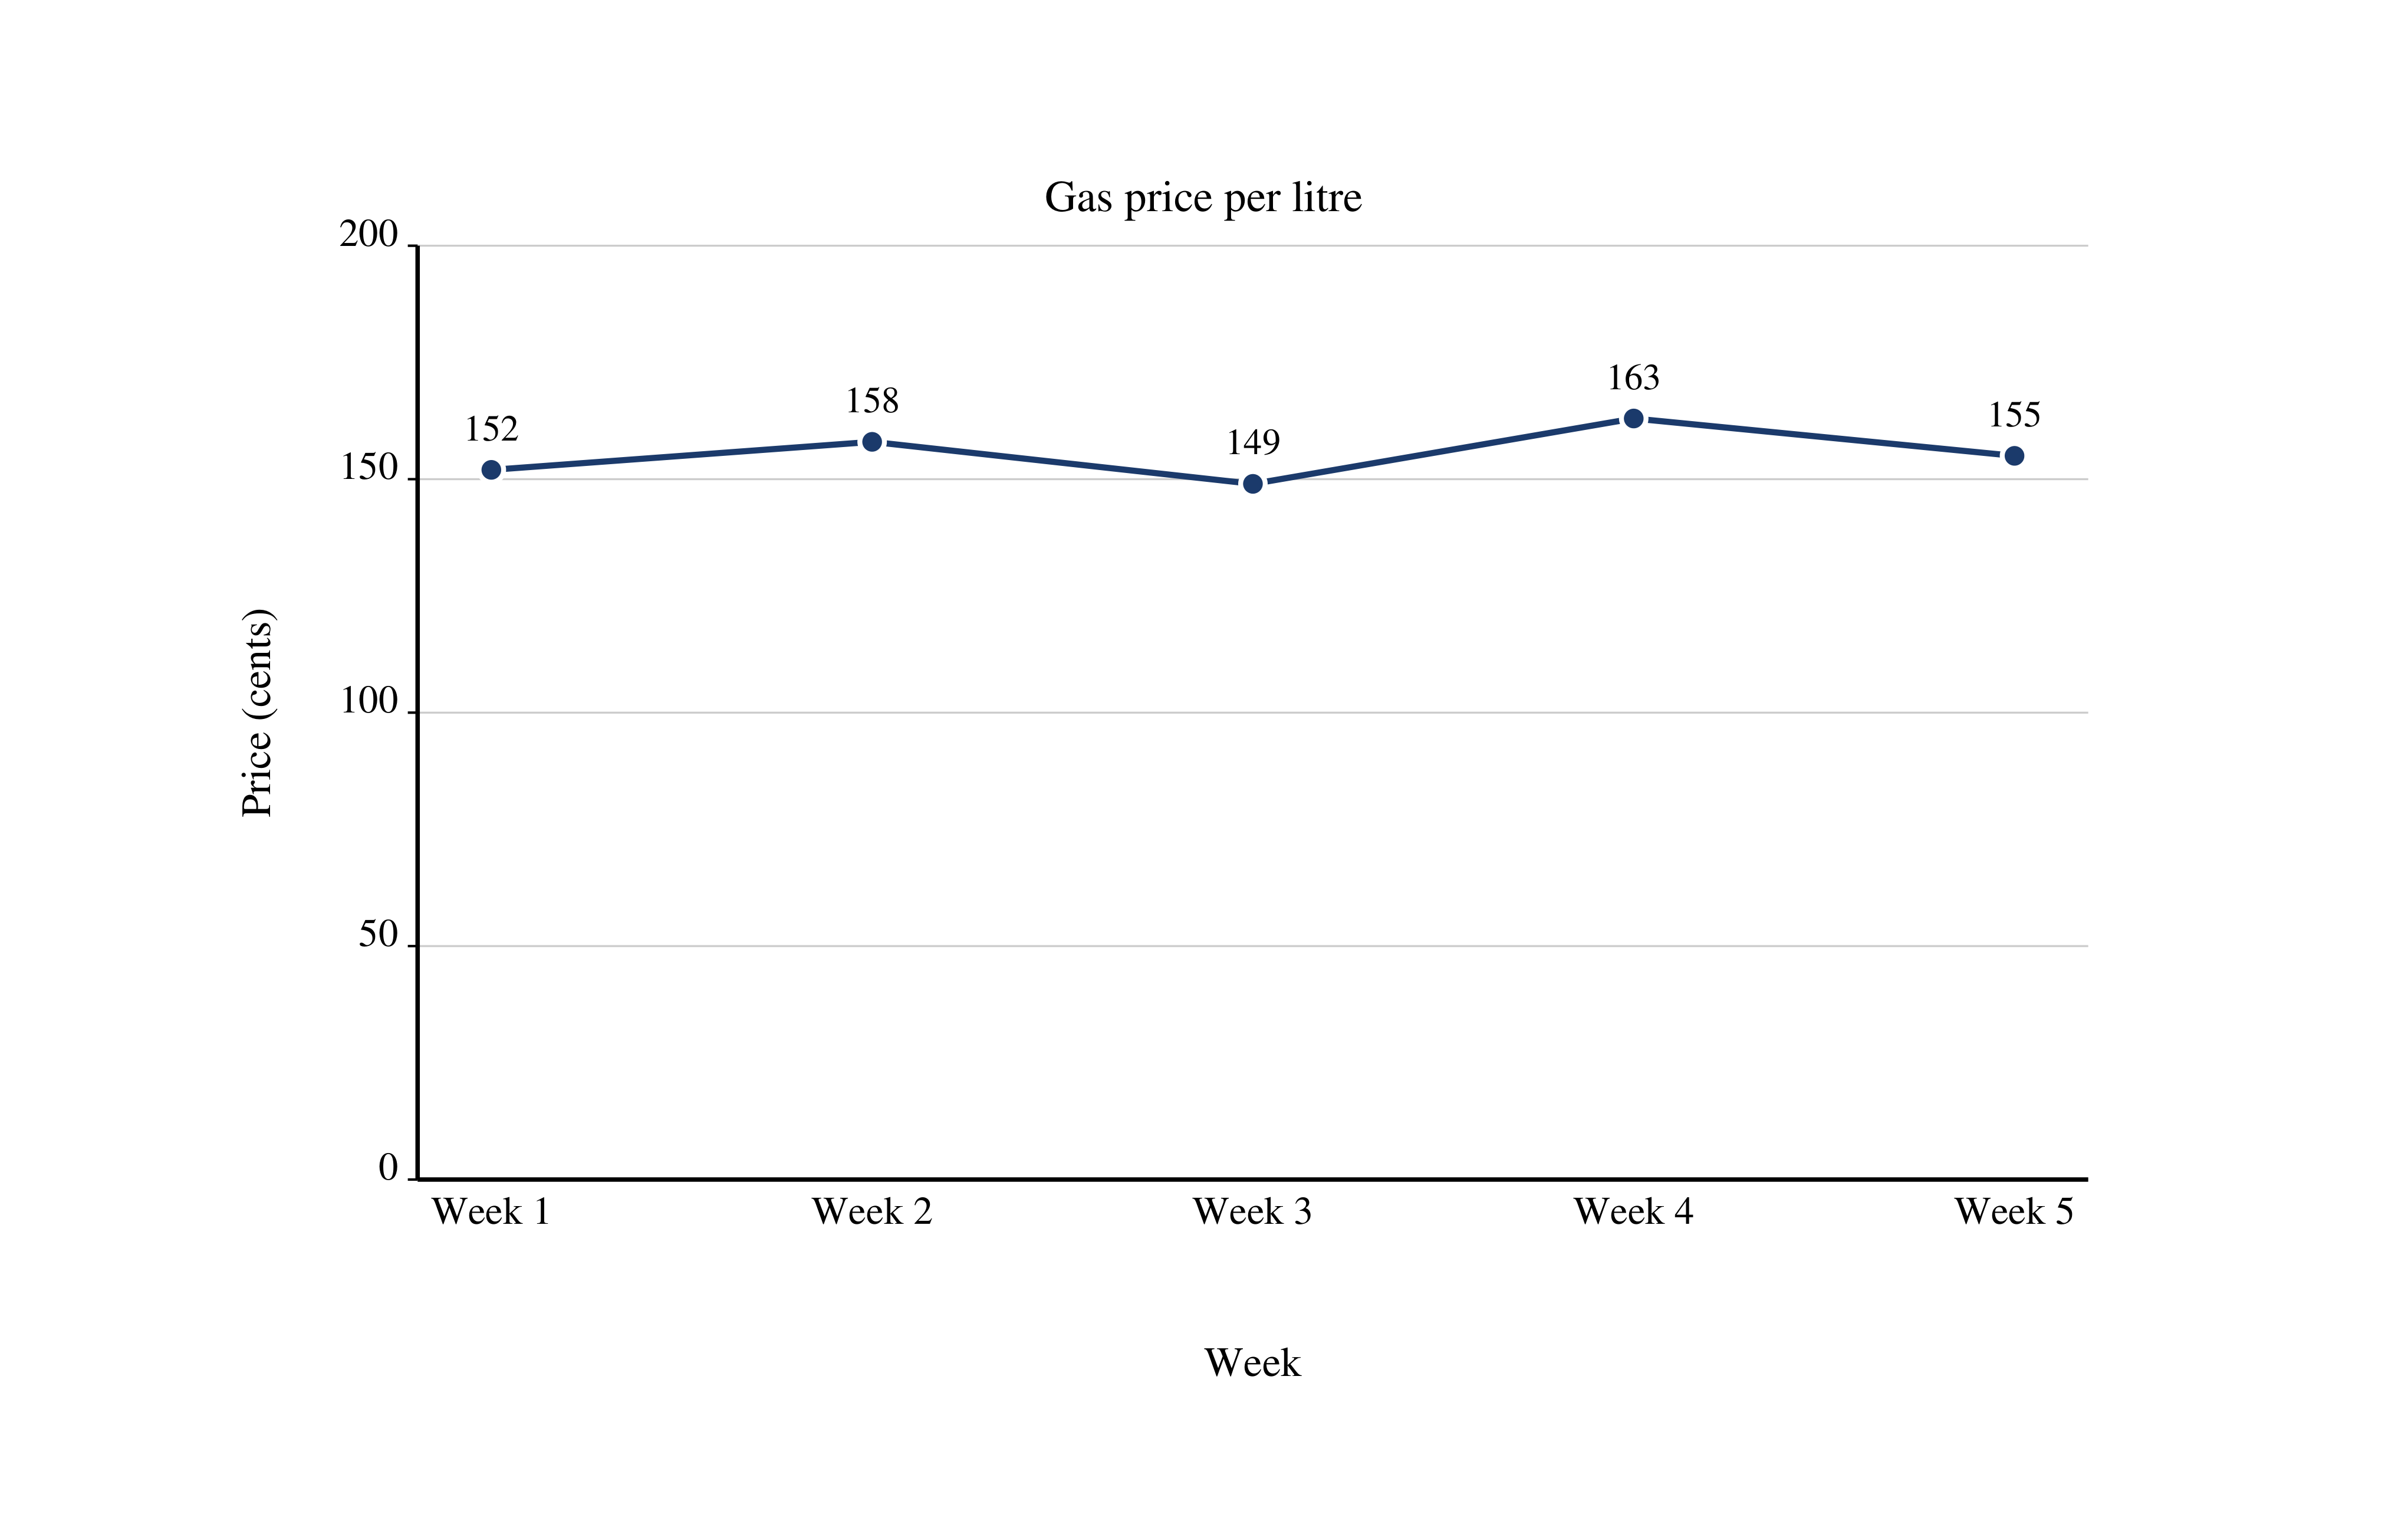 Gas price per litre
200
150
100
50
0
Price (cents)
152
158
149
163
155
Week 1
Week 2
Week 3
Week 4
Week 5
Week